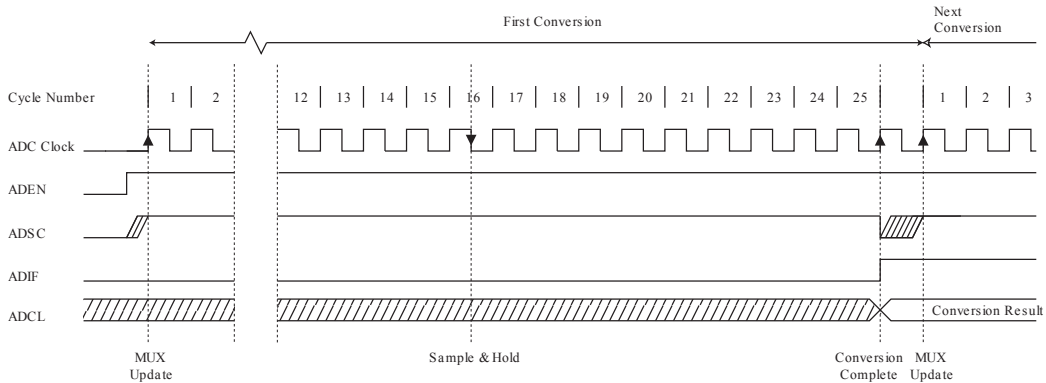 First Conversion
Next
Conversion
Cycle Number 1 2 12 13 14 15 16 17 18 19 20 21 22 23 24 25 1 2 3
ADC Clock
ADEN
ADSC
ADIF
ADCL
Conversion Result
MUX
Update
Sample & Hold
Conversion
Complete
MUX
Update